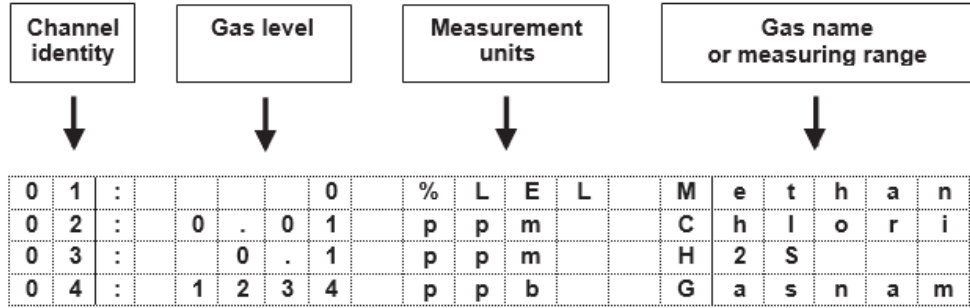 Channel identity Gas level Measurement units Gas name or measuring range
01: 0 %LEL Methan
02: 0.01 ppm Chlori
03: 0.1 ppm H2S
04: 1234 ppb Gasnam